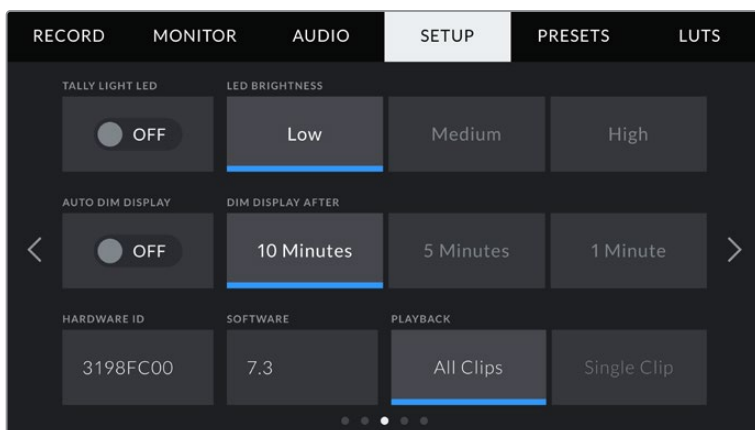 RECORD MONITOR AUDIO SETUP PRESETS LUTS
TALLY LIGHT LED LED BRIGHTNESS
OFF Low Medium High
AUTO DIM DISPLAY DIM DISPLAY AFTER
OFF 10 Minutes 5 Minutes 1 Minute
HARDWARE ID SOFTWARE PLAYBACK
3198FC00 7.3 All Clips Single Clip